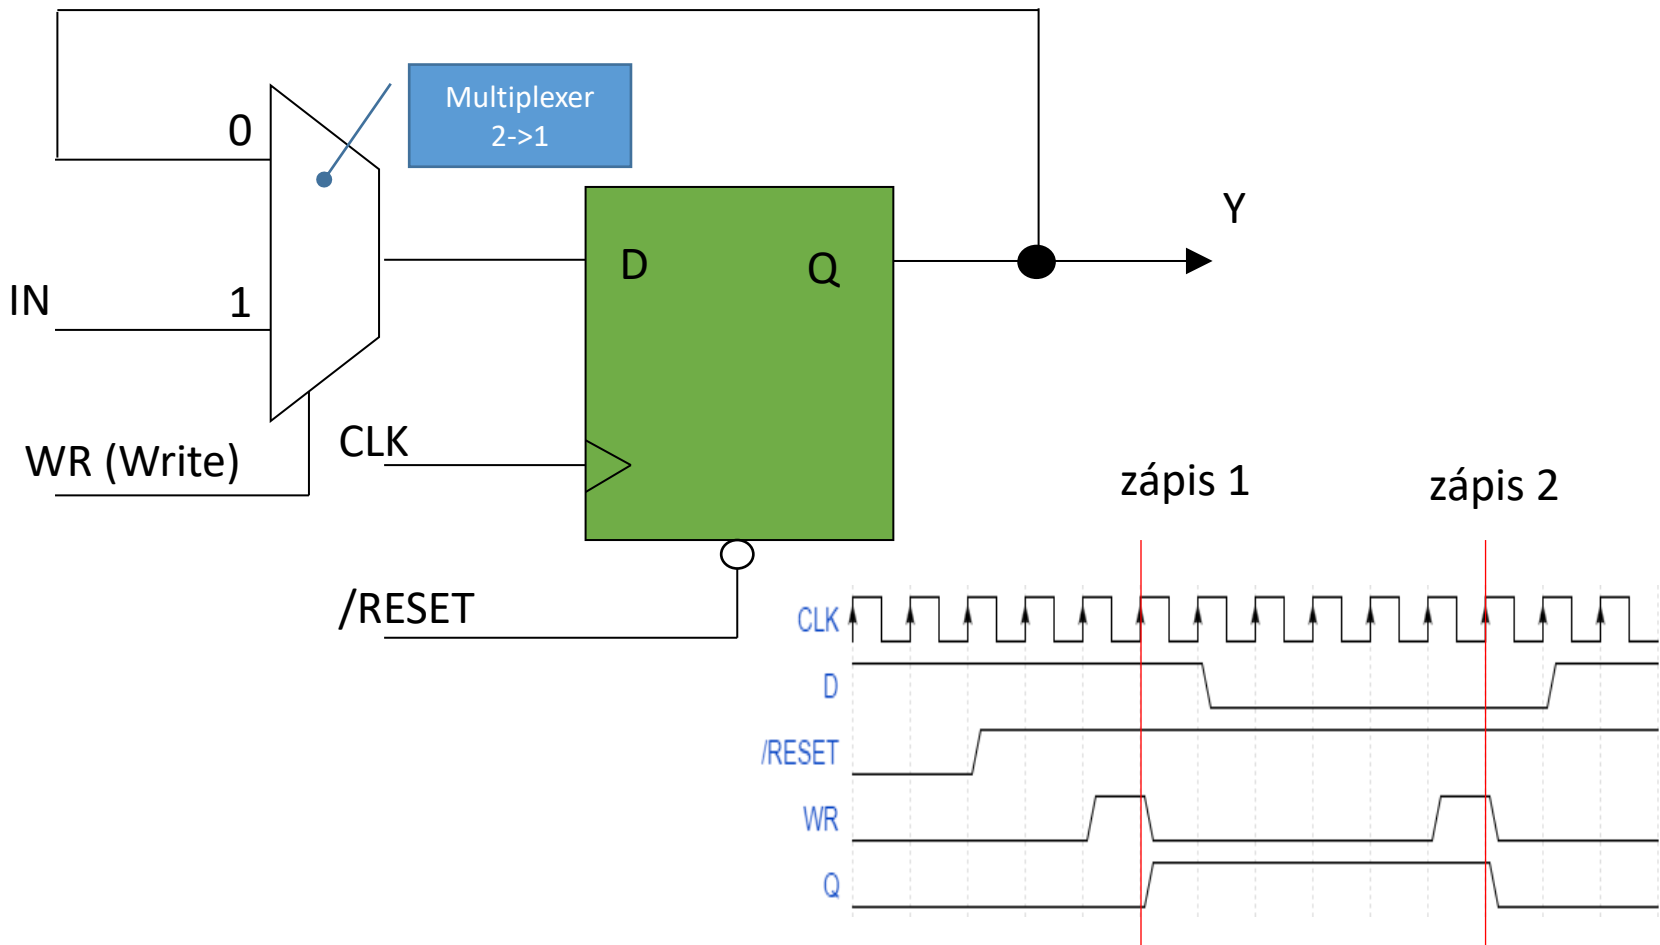 Multiplexer
2->1
0
Y
D
Q
IN
1
CLK
WR (Write)
zápis 1
zápis 2
/RESET
CLK
D
/RESET
WR
Q